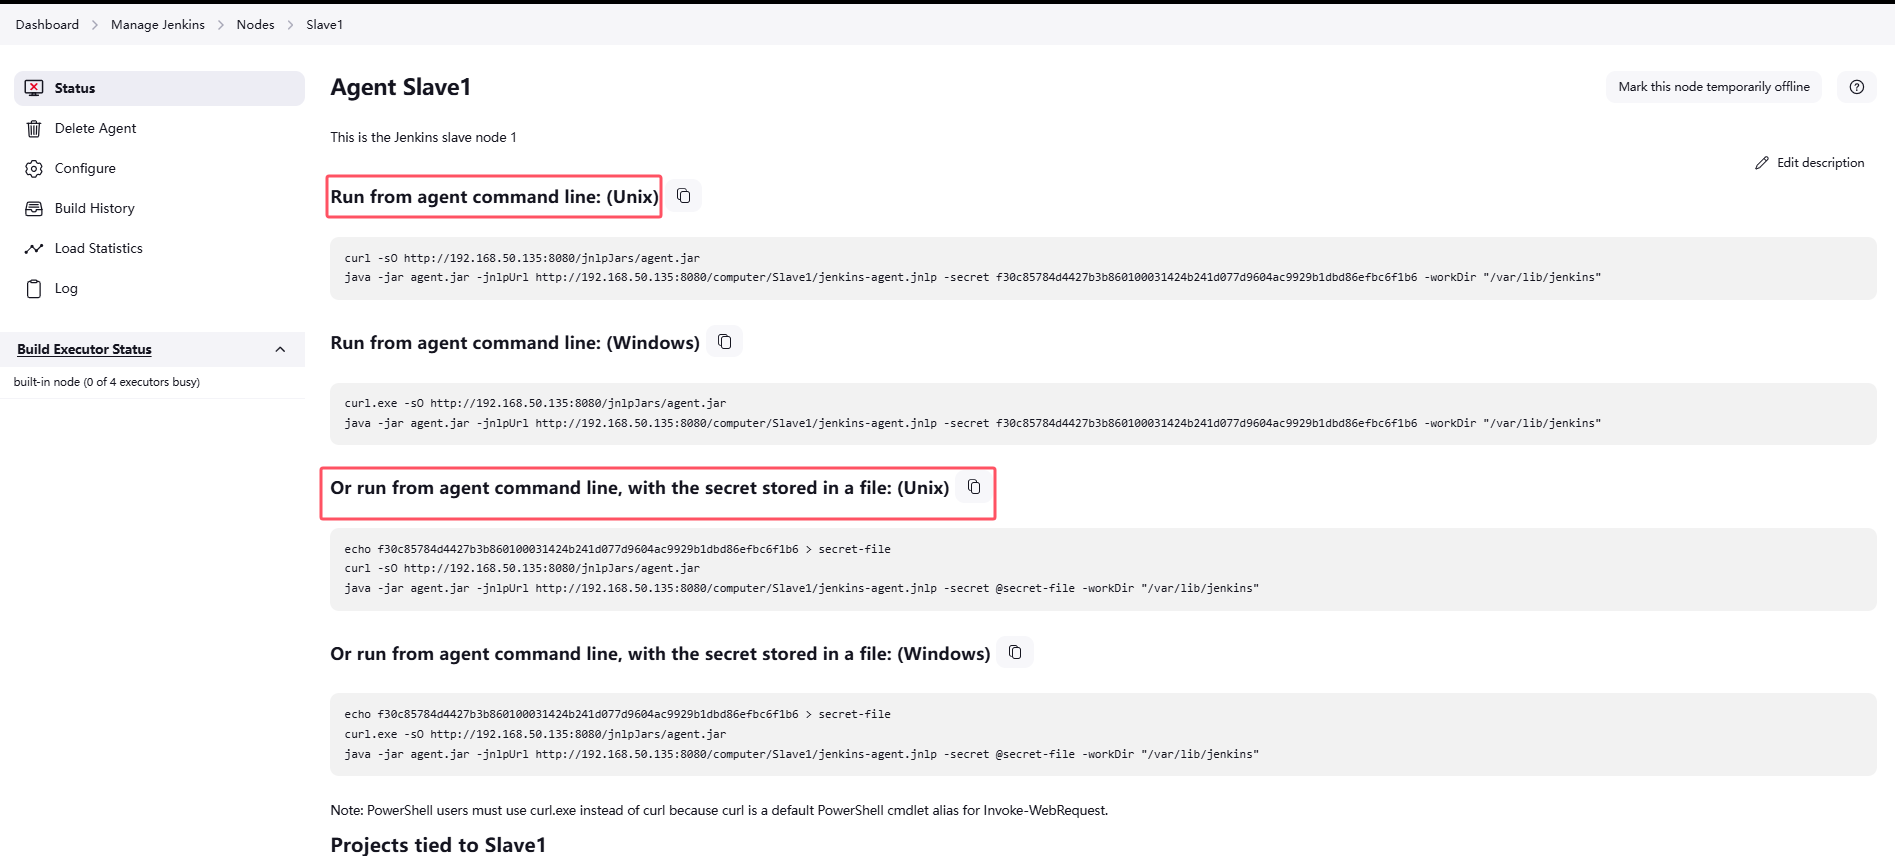 Dashboard > Manage Jenkins > Nodes > Slave1
Status
Delete Agent
Configure
Build History
Load Statistics
Log
Build Executor Status
built-in node (0 of 4 executors busy)
Agent Slave1
Mark this node temporarily offline
This is the Jenkins slave node 1
Edit description
Run from agent command line: (Unix)
curl -sO http://192.168.50.135:8080/jnlpJars/agent.jar
java -jar agent.jar -jnlpUrl http://192.168.50.135:8080/computer/Slave1/jenkins-agent.jnlp -secret f30c85784d4427b3b860100031424b241d077d9604ac9929b1dbd86efbc6f1b6 -workDir "/var/lib/jenkins"
Run from agent command line: (Windows)
curl.exe -sO http://192.168.50.135:8080/jnlpJars/agent.jar
java -jar agent.jar -jnlpUrl http://192.168.50.135:8080/computer/Slave1/jenkins-agent.jnlp -secret f30c85784d4427b3b860100031424b241d077d9604ac9929b1dbd86efbc6f1b6 -workDir "/var/lib/jenkins"
Or run from agent command line, with the secret stored in a file: (Unix)
echo f30c85784d4427b3b860100031424b241d077d9604ac9929b1dbd86efbc6f1b6 > secret-file
curl -sO http://192.168.50.135:8080/jnlpJars/agent.jar
java -jar agent.jar -jnlpUrl http://192.168.50.135:8080/computer/Slave1/jenkins-agent.jnlp -secret @secret-file -workDir "/var/lib/jenkins"
Or run from agent command line, with the secret stored in a file: (Windows)
echo f30c85784d4427b3b860100031424b241d077d9604ac9929b1dbd86efbc6f1b6 > secret-file
curl.exe -sO http://192.168.50.135:8080/jnlpJars/agent.jar
java -jar agent.jar -jnlpUrl http://192.168.50.135:8080/computer/Slave1/jenkins-agent.jnlp -secret @secret-file -workDir "/var/lib/jenkins"
Note: PowerShell users must use curl.exe instead of curl because curl is a default PowerShell cmdlet alias for Invoke-WebRequest.
Projects tied to Slave1